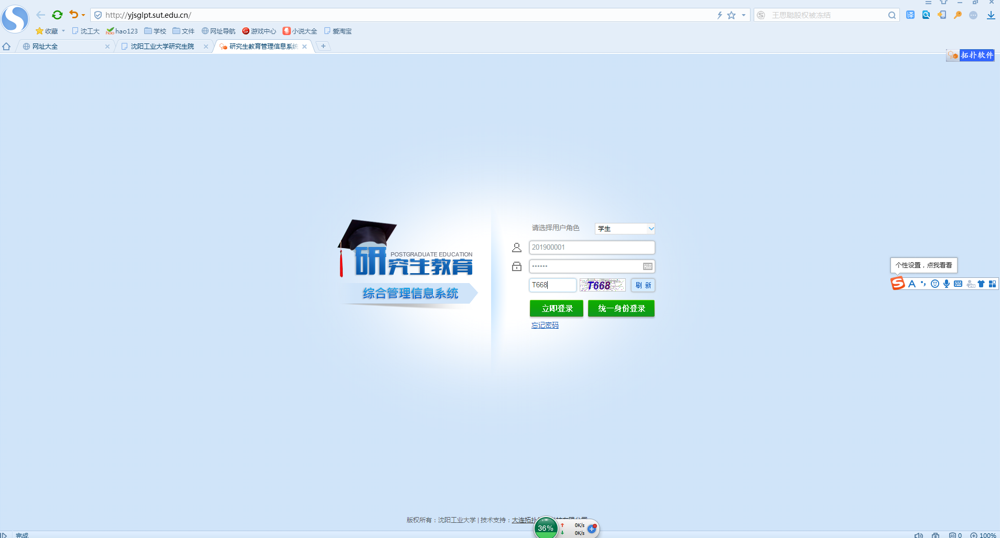 http://yjsglpt.sut.edu.cn/
王思聪股权被冻结
译
收藏 沈工大 hao123 学校 文件 网址导航 游戏中心 小说大全 爱淘宝
网址大全 沈阳工业大学研究生院 研究生教育管理信息系统
拓扑软件
请选择用户角色 学生
201900001
POSTGRADUATE EDUCATION
研究生教育
••••••
个性设置，点我看看
T668 T668 刷 新
综合管理信息系统
立即登录 统一身份登录
忘记密码
版权所有：沈阳工业大学 | 技术支持：大连拓扑
36% 0K/s
0K/s
完成 0 100%